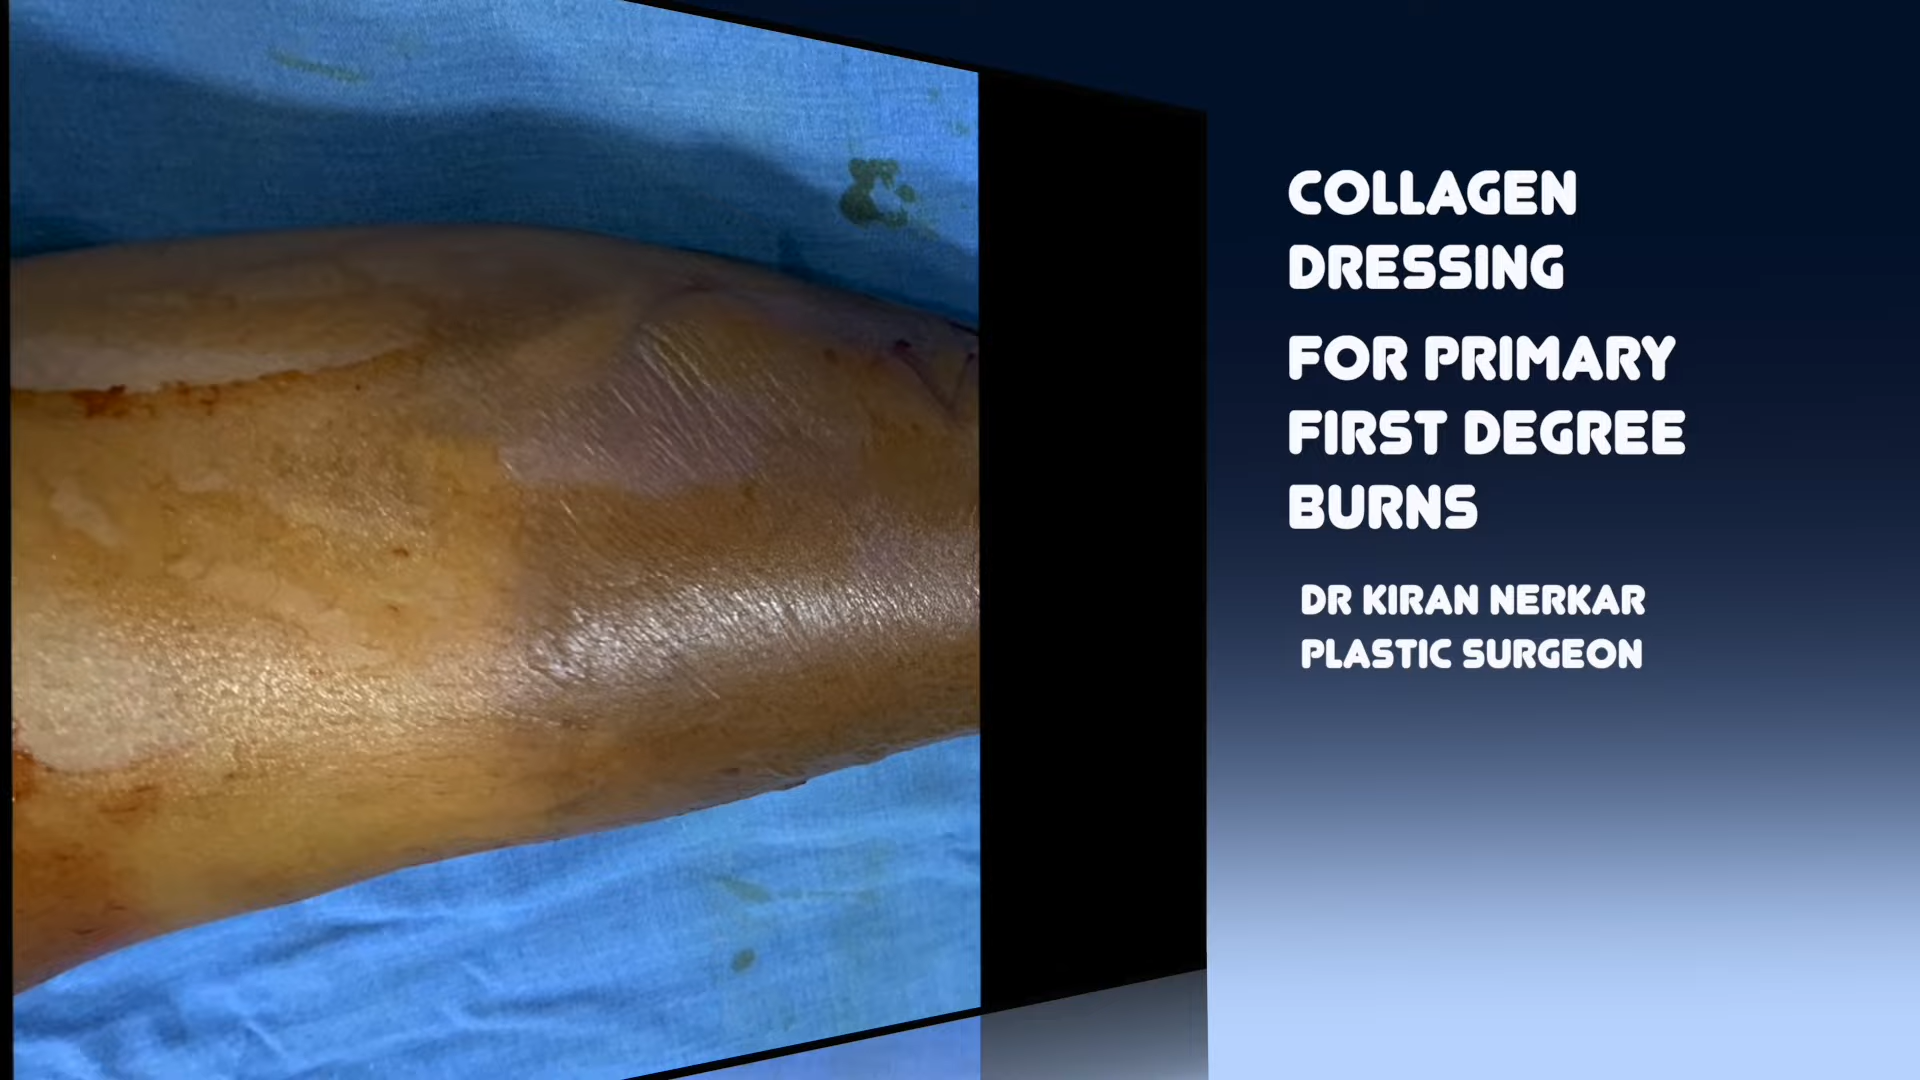 COLLAGEN
DRESSING
FOR PRIMARY
FIRST DEGREE
BURNS
DR KIRAN NERKAR
PLASTIC SURGEON